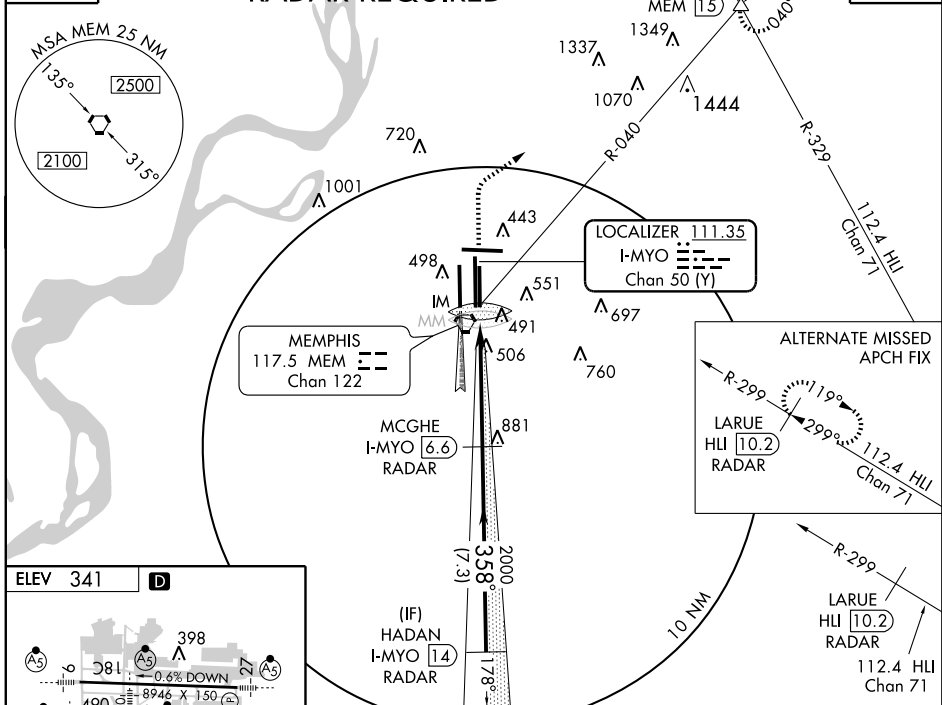 RADAR REQUIRED
MEM 15
040°
MSA MEM 25 NM
135°
2500
2100
315°
1349
1337
1070
1444
720
1001
R-040
R-329
112.4 HLI
Chan 71
443
LOCALIZER 111.35
I-MYO
Chan 50 (Y)
498
551
IM
MM
491
697
506
760
MEMPHIS
117.5 MEM
Chan 122
ALTERNATE MISSED
APCH FIX
R-299
119°
299°
LARUE
HLI 10.2
RADAR
112.4 HLI
Chan 71
MCGHE
I-MYO 6.6
RADAR
881
2000
358°
(7.3)
10 NM
R-299
LARUE
HLI 10.2
RADAR
112.4 HLI
Chan 71
(IF)
HADAN
I-MYO 14
RADAR
178°
ELEV 341
D
398
A5
A5
A5
9
18C
27
0.6% DOWN
8946 X 150